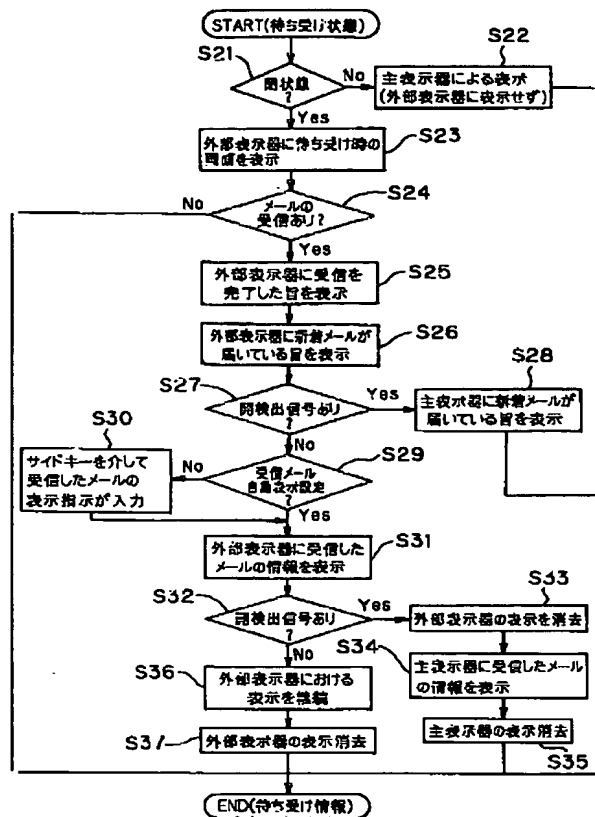 START(待ち受け状態)
S21
閉状態
?
No
S22
主表示器による表示
(外部表示器に表示せず)
Yes
S23
外部表示器に待ち受け時の
画面を表示
S24
No
メールの
受信あり?
Yes
S25
外部表示器に受信を
完了した旨を表示
S26
外部表示器に新着メールが
届いている旨を表示
S27
開検出信号あり
?
Yes
S28
主表示器に新着メールが
届いている旨を表示
No
S30
サイドキーを介して
受信したメールの
表示指示が入力
No
S29
受信メール
自動表示設定
?
Yes
S31
外部表示器に受信した
メールの情報を表示
S32
開検出信号あり
?
Yes
S33
外部表示器の表示を消去
No
S34
主表示器に受信したメール
の情報を表示
S36
外部表示器における
表示を継続
S37
外部表示器の表示消去
主表示器の表示消去
S35
END(待ち受け情報)